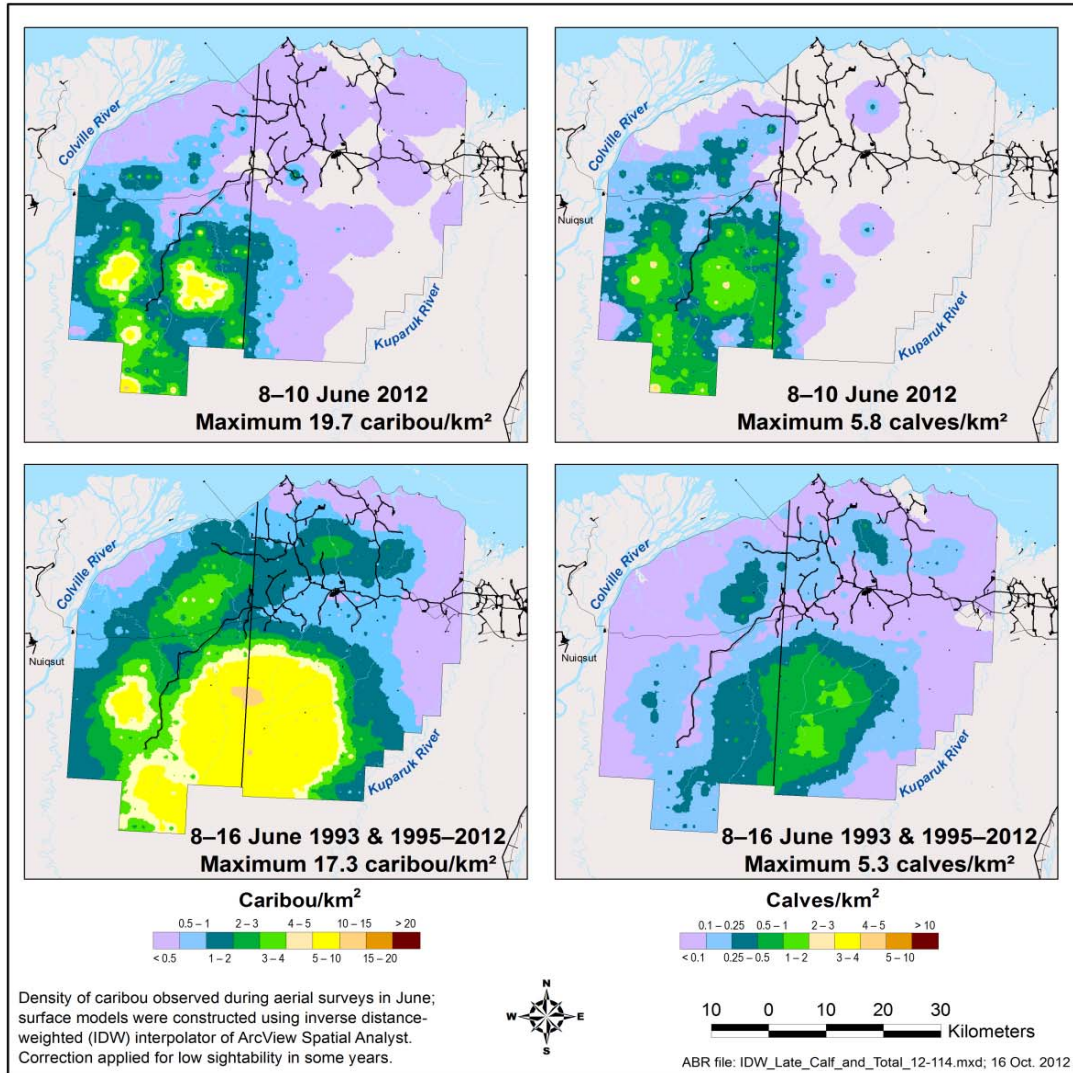 Colville River
Nuiqsut
Kuparuk River
8–10 June 2012
Maximum 19.7 caribou/km²
Colville River
Nuiqsut
Kuparuk River
8–10 June 2012
Maximum 5.8 calves/km²
Colville River
Nuiqsut
Kuparuk River
8–16 June 1993 & 1995–2012
Maximum 17.3 caribou/km²
Colville River
Nuiqsut
Kuparuk River
8–16 June 1993 & 1995–2012
Maximum 5.3 calves/km²
Caribou/km²
0.5 – 1 2 – 3 4 – 5 10 – 15 > 20
< 0.5 1 – 2 3 – 4 5 – 10 15 – 20
Calves/km²
0.1 – 0.25 0.5 – 1 2 – 3 4 – 5 > 10
< 0.1 0.25 – 0.5 1 – 2 3 – 4 5 – 10
Density of caribou observed during aerial surveys in June;
surface models were constructed using inverse distance-
weighted (IDW) interpolator of ArcView Spatial Analyst.
Correction applied for low sightability in some years.
N
W E
S
10 0 10 20 30
Kilometers
ABR file: IDW_Late_Calf_and_Total_12-114.mxd; 16 Oct. 2012